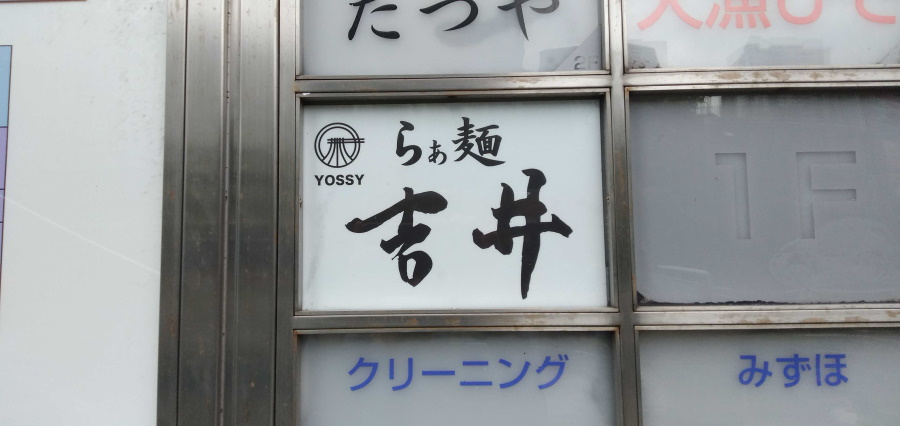 たつや
らぁ麺
YOSSY
吉井
1F
クリーニング
みずほ